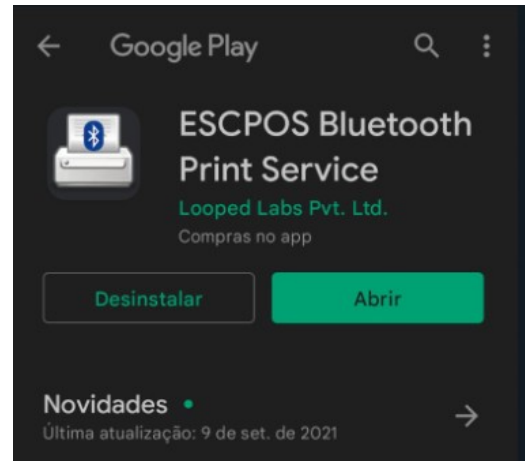 Google Play
ESCPOS Bluetooth
Print Service
Looped Labs Pvt. Ltd.
Compras no app
Desinstalar
Abrir
Novidades
Última atualização: 9 de set. de 2021